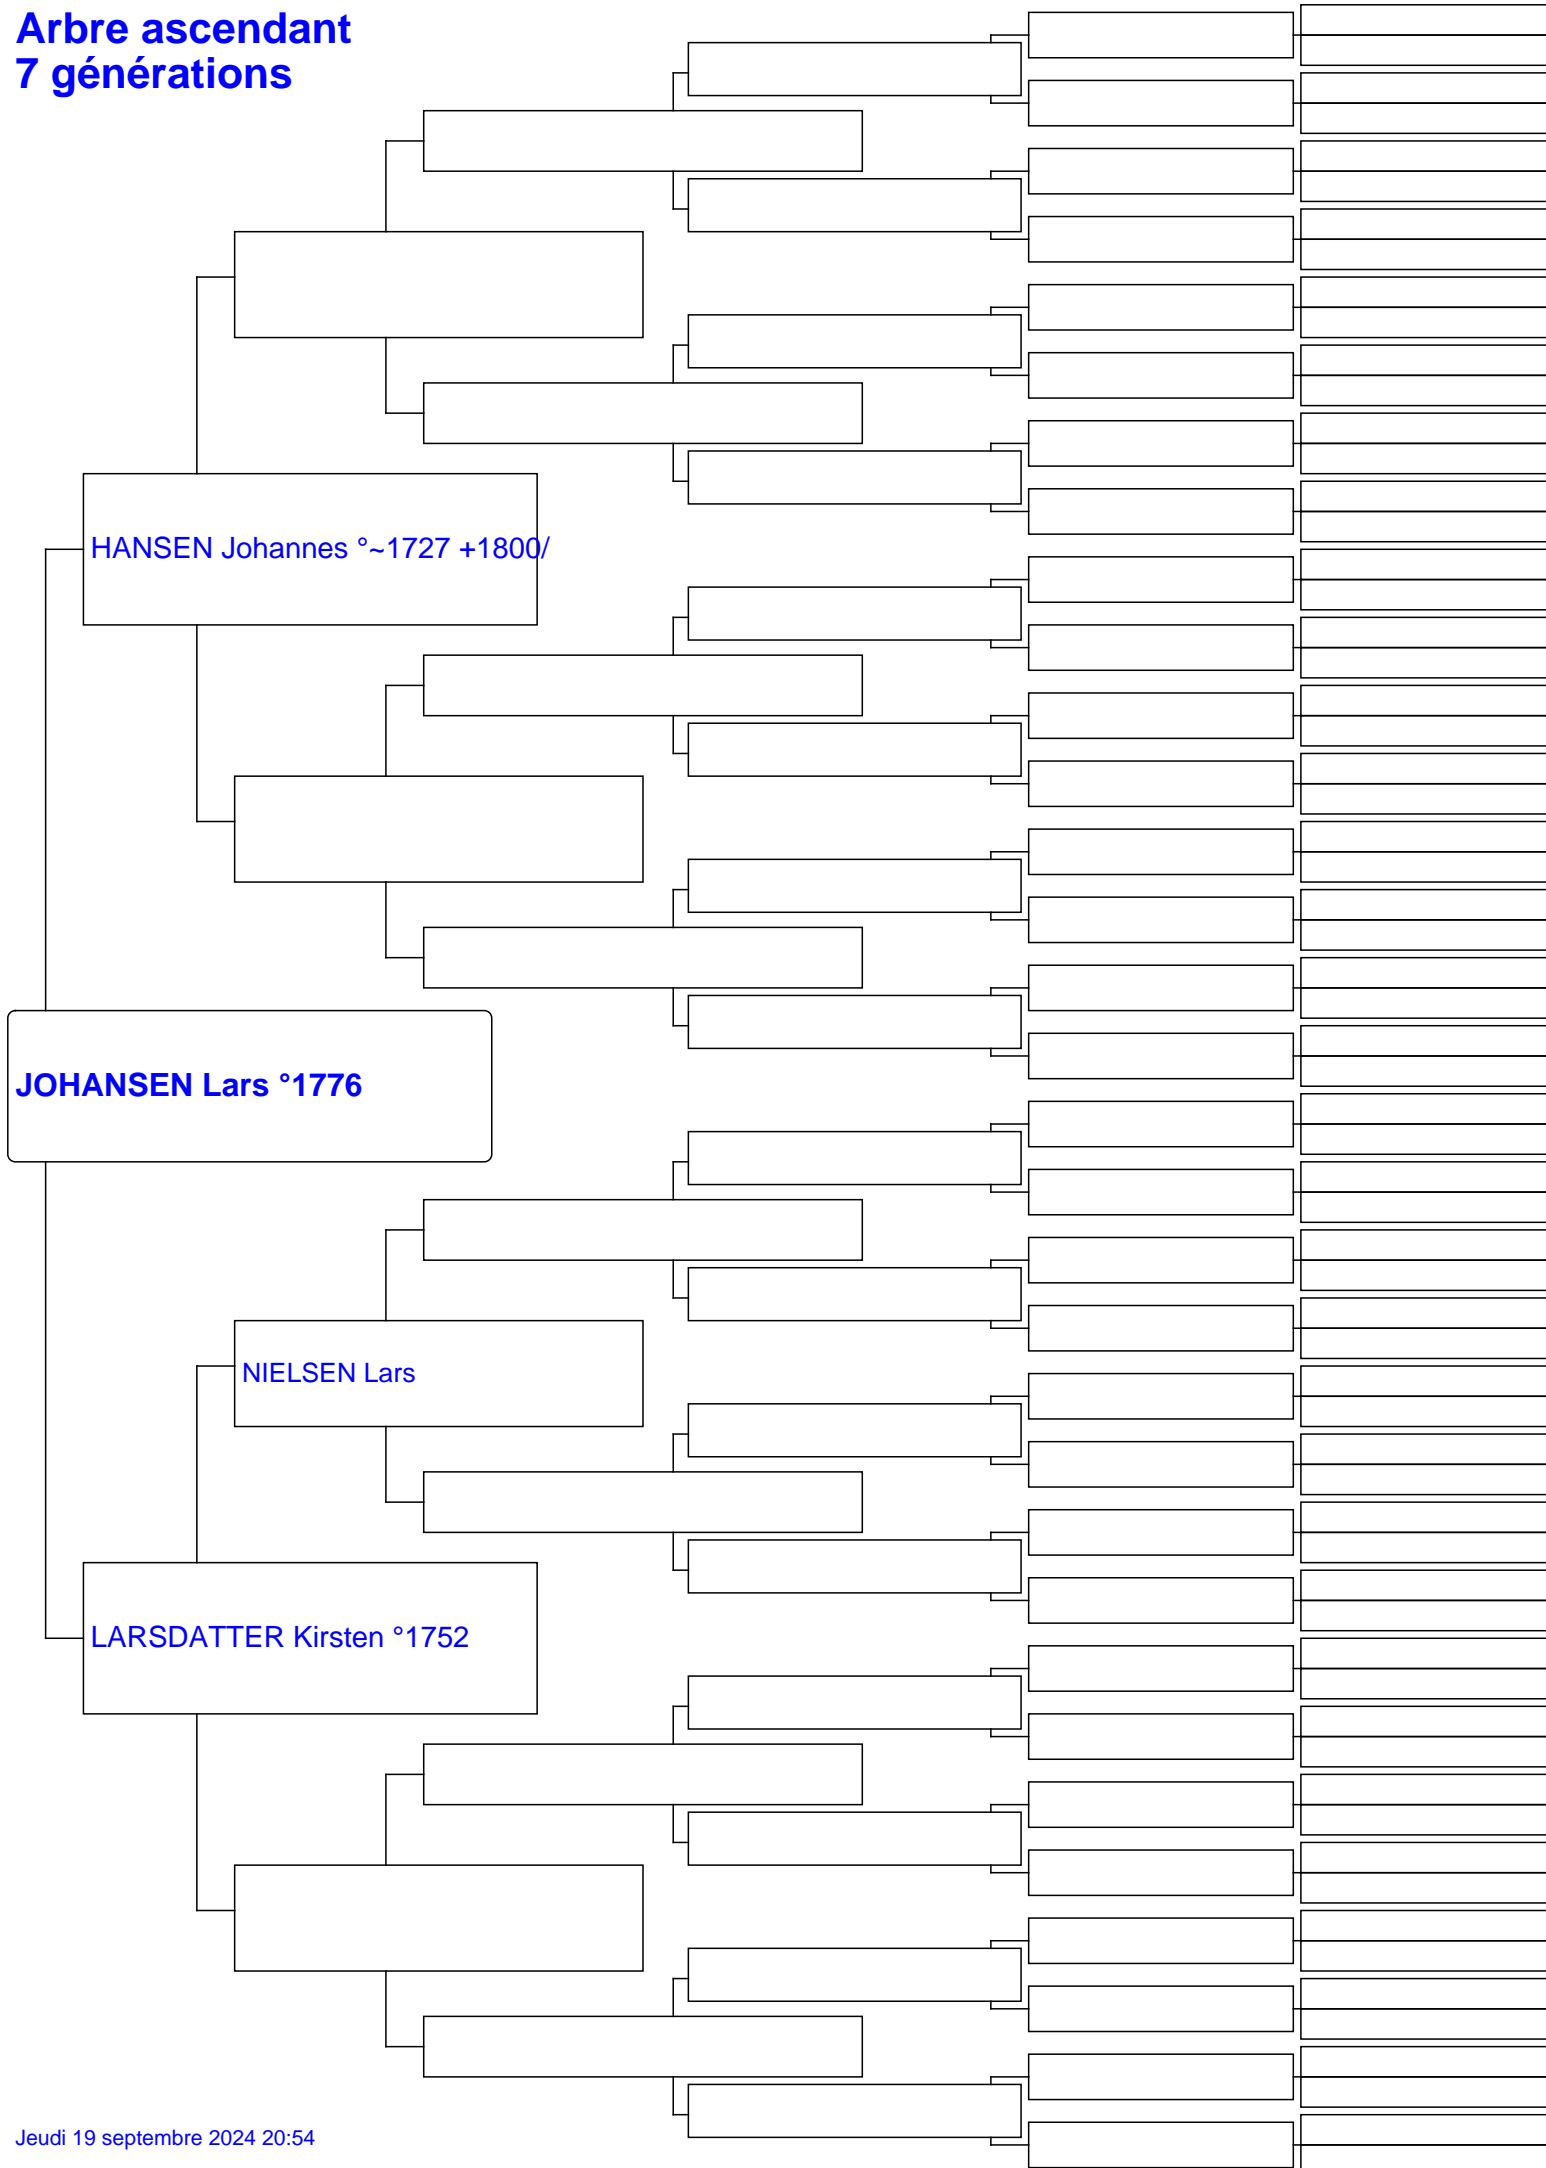 Arbre ascendant
7 générations
HANSEN Johannes °~1727 +1800/
JOHANSEN Lars °1776
NIELSEN Lars
LARSDATTER Kirsten °1752
Jeudi 19 septembre 2024 20:54